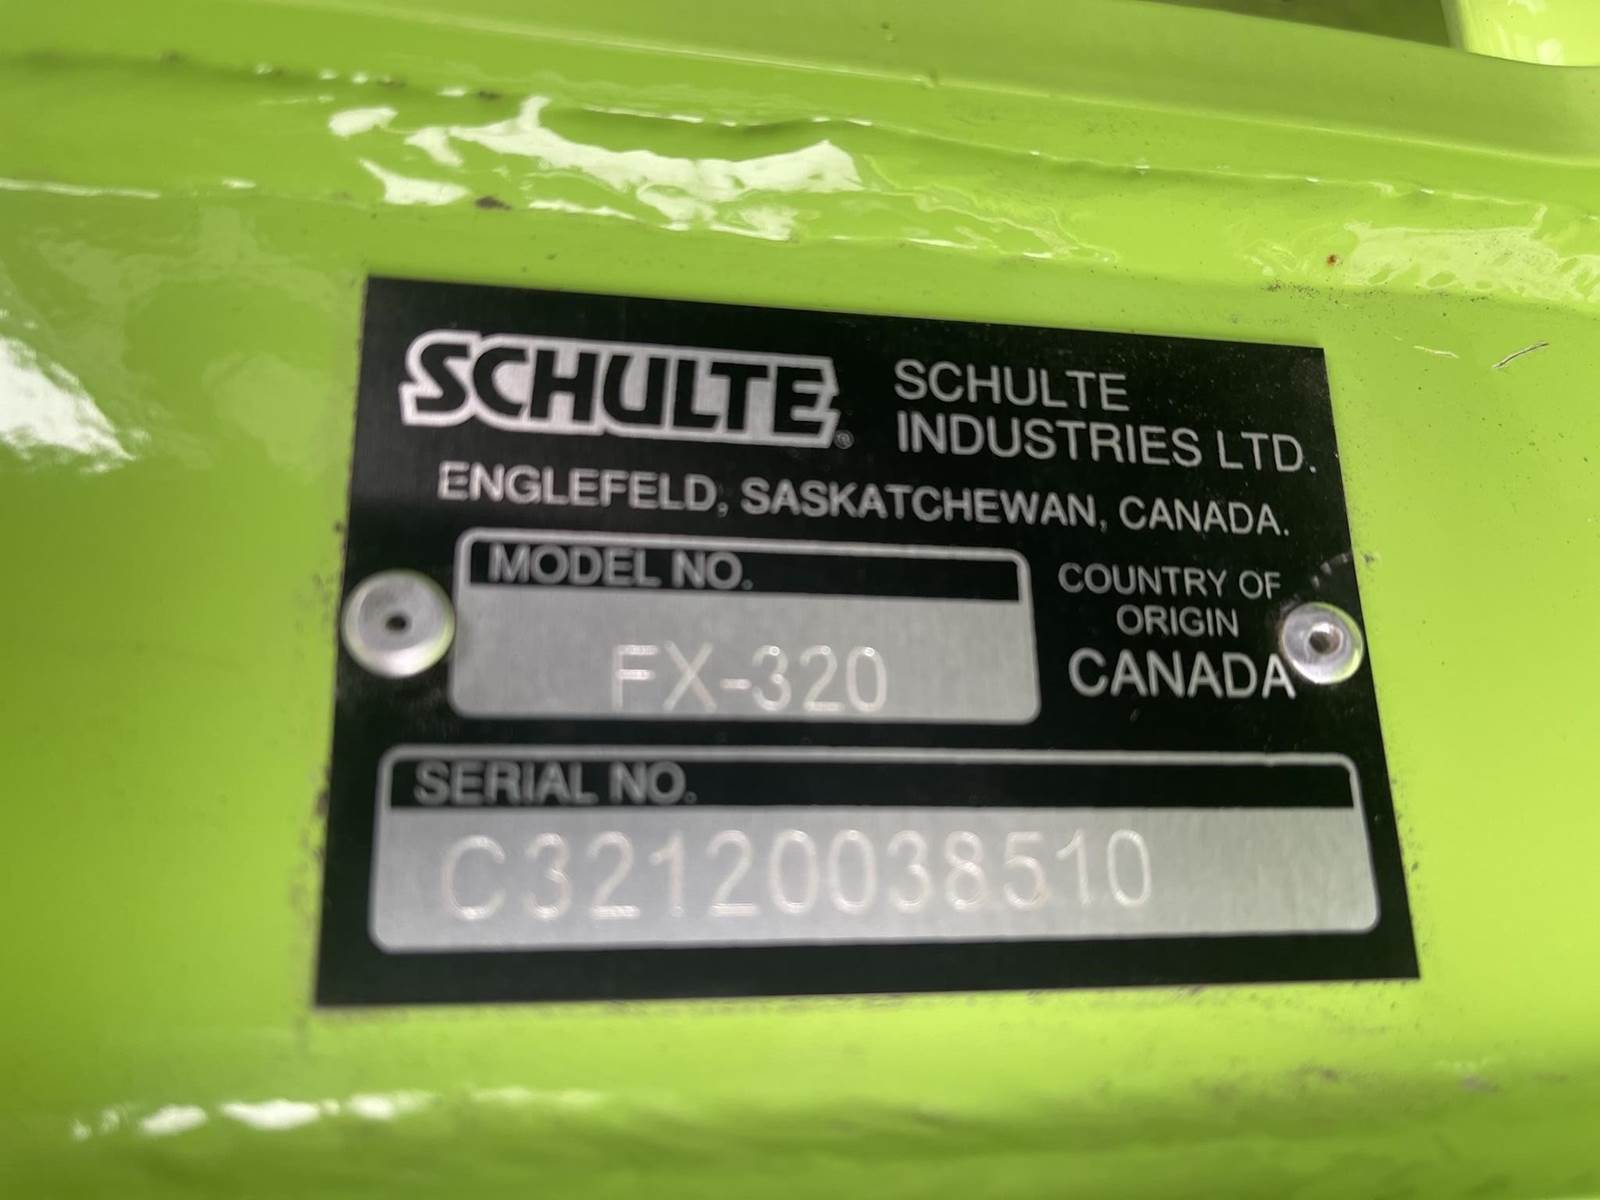 SCHULTE®
SCHULTE
INDUSTRIES LTD.
ENGLEFELD, SASKATCHEWAN, CANADA.
MODEL NO.
FX-320
COUNTRY OF
ORIGIN
CANADA
SERIAL NO.
C32120038510